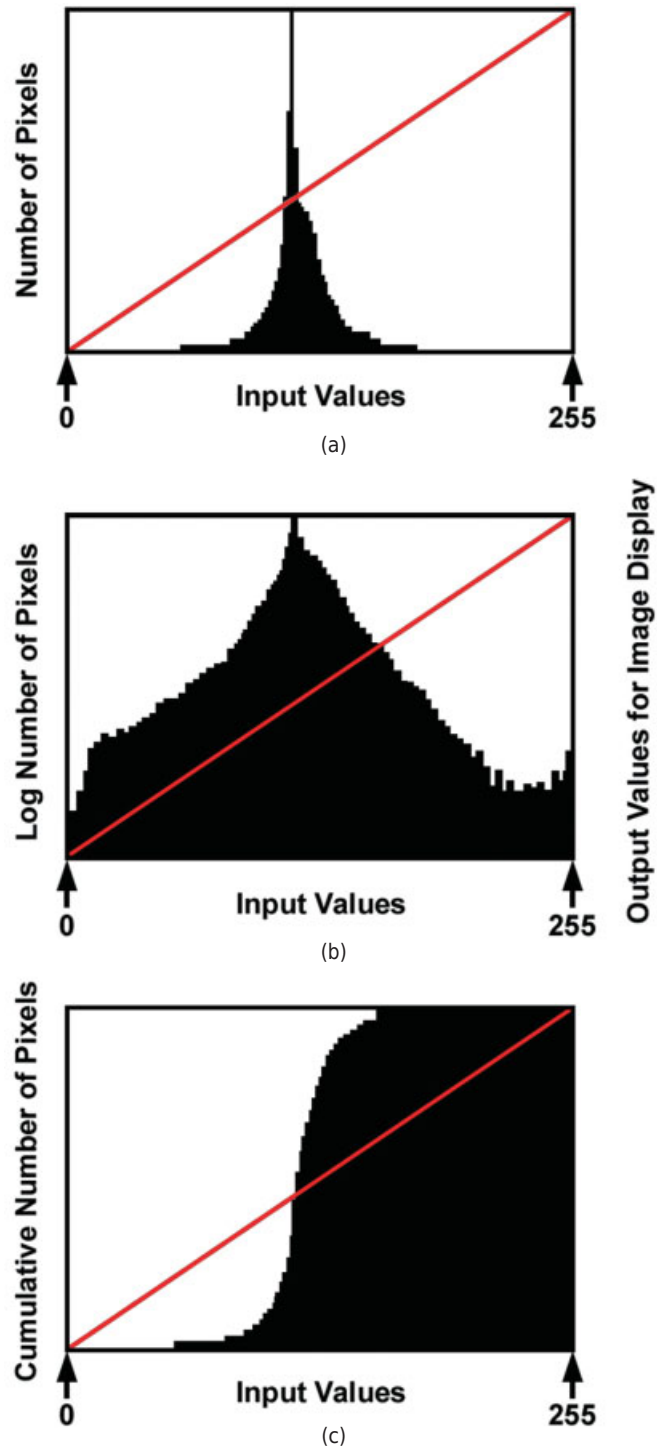 Number of Pixels
Input Values
0
255
(a)
Log Number of Pixels
Output Values for Image Display
Input Values
0
255
(b)
Cumulative Number of Pixels
Input Values
0
255
(c)